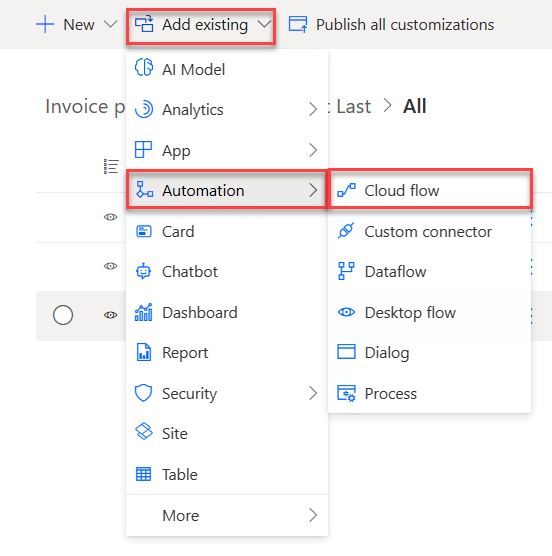 New
Add existing
Publish all customizations
AI Model
Invoice p
t Last
All
Analytics
App
Automation
Cloud flow
Card
Custom connector
Chatbot
Dataflow
Dashboard
Desktop flow
Report
Dialog
Security
Process
Site
Table
More